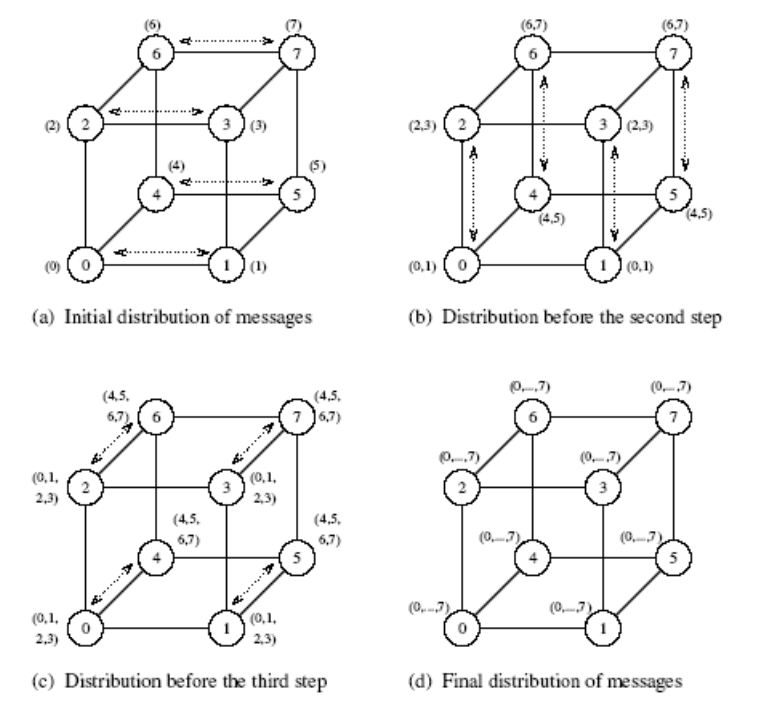 (6) (7)
6 7
(2) 2 3 (3)
(4) (5)
4 5
(0) 0 1 (1)
(a) Initial distribution of messages
(6,7) (6,7)
6 7
(2,3) 2 3 (2,3)
4 5
(4,5) (4,5)
(0,1) 0 1 (0,1)
(b) Distribution before the second step
(4,5, (4,5,
6,7) 6 7 6,7)
(0,1, 2 3 (0,1,
2,3) 2,3)
(4,5, (4,5,
6,7) 6,7)
4 5
(0,1, 0 1 (0,1,
2,3) 2,3)
(c) Distribution before the third step
(0,...,7) (0,...,7)
6 7
(0,...,7) (0,...,7)
2 3
(0,...,7) (0,...,7)
4 5
(0,...,7) (0,...,7)
0 1
(d) Final distribution of messages